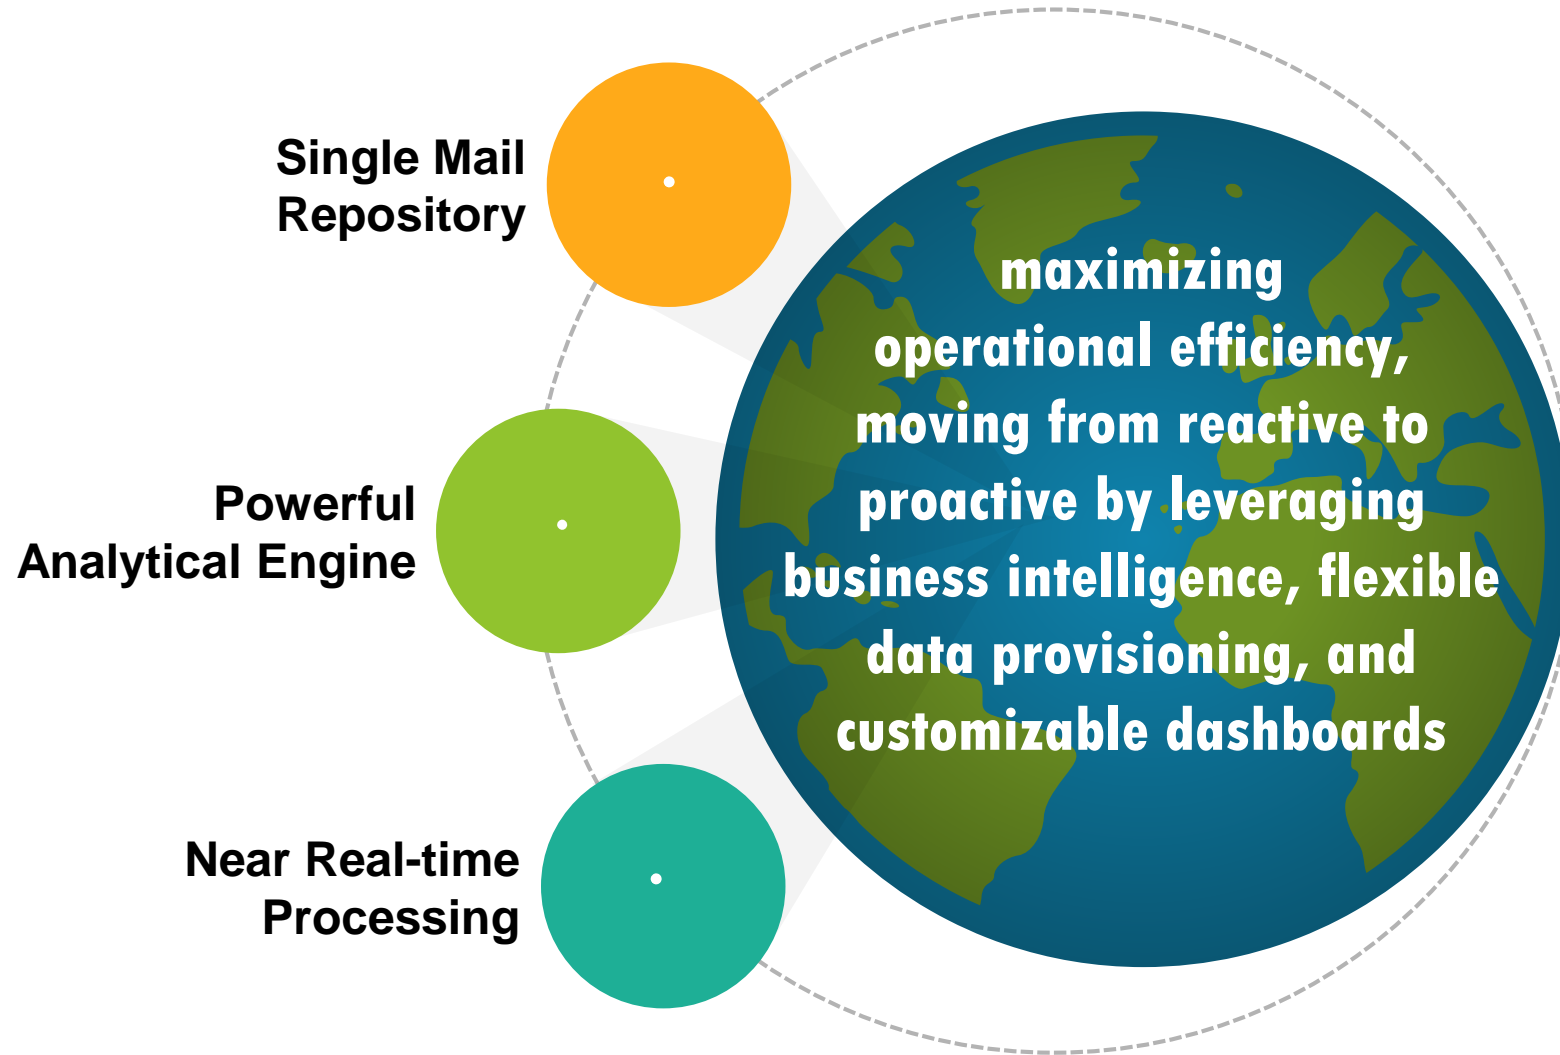 Single Mail
Repository
Powerful
Analytical Engine
Near Real-time
Processing
maximizing
operational efficiency,
moving from reactive to
proactive by leveraging
business intelligence, flexible
data provisioning, and
customizable dashboards